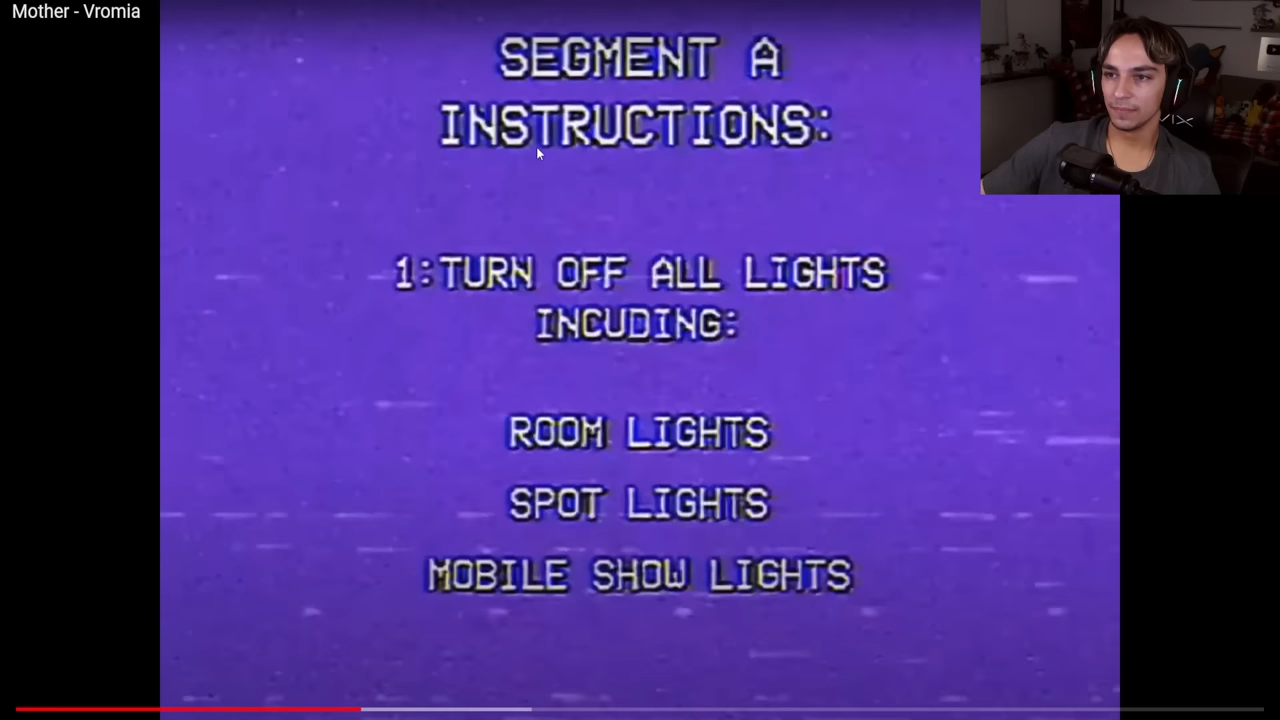 Mother - Vromia
SEGMENT A
INSTRUCTIONS:
1:TURN OFF ALL LIGHTS
INCUDING:
ROOM LIGHTS
SPOT LIGHTS
MOBILE SHOW LIGHTS